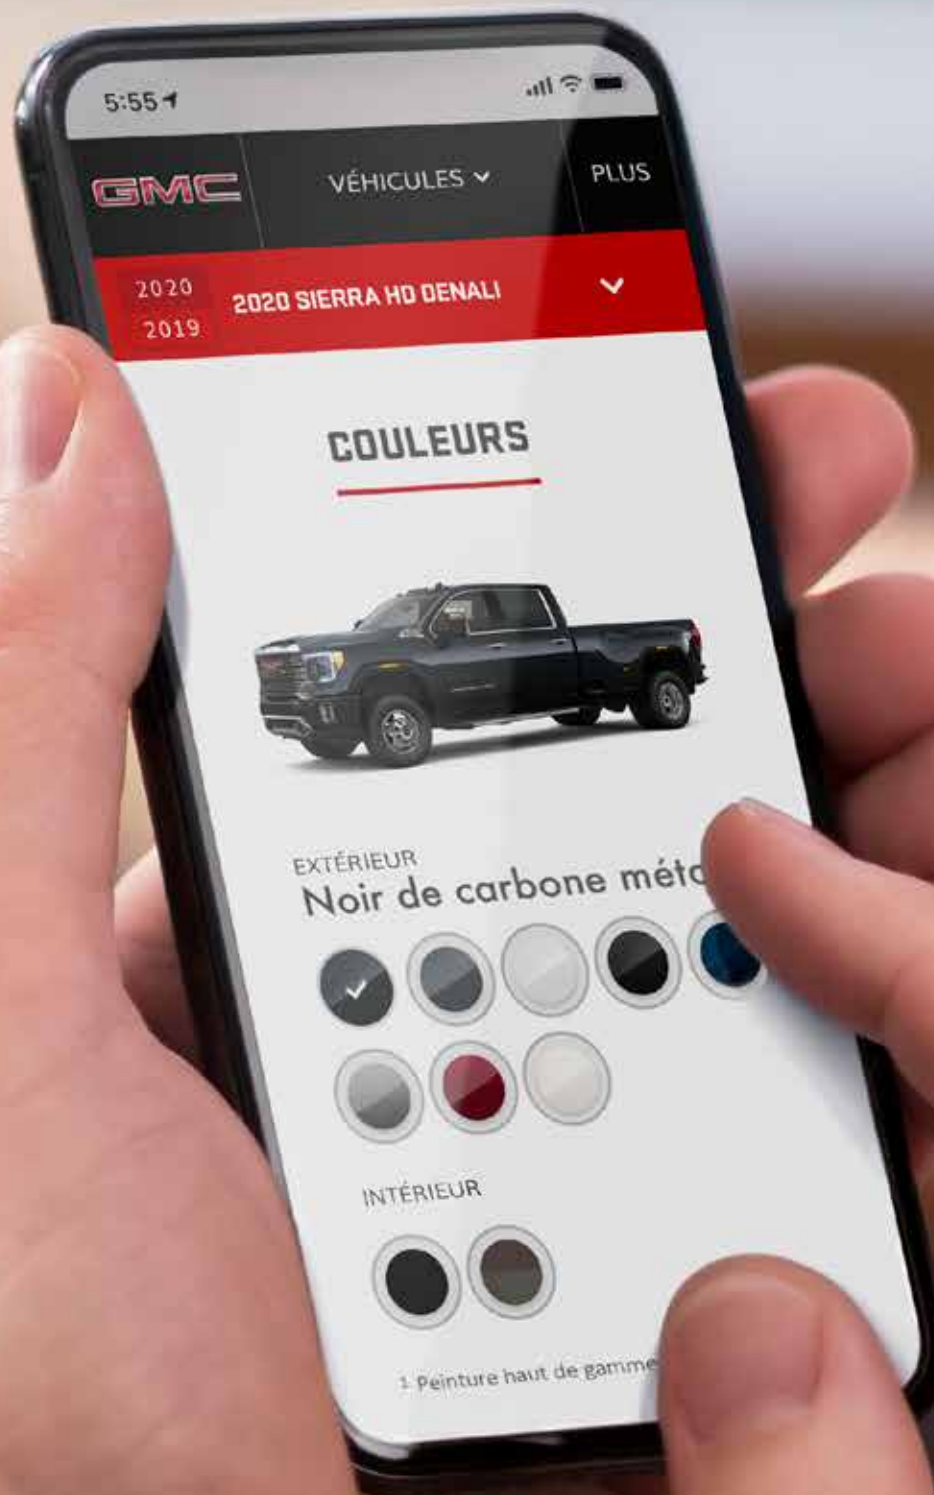 5:55
GMC
VÉHICULES
PLUS
2020
2019
2020 SIERRA HD DENALI
COULEURS
EXTÉRIEUR
Noir de carbone
INTÉRIEUR
1 Peinture haut de gamme